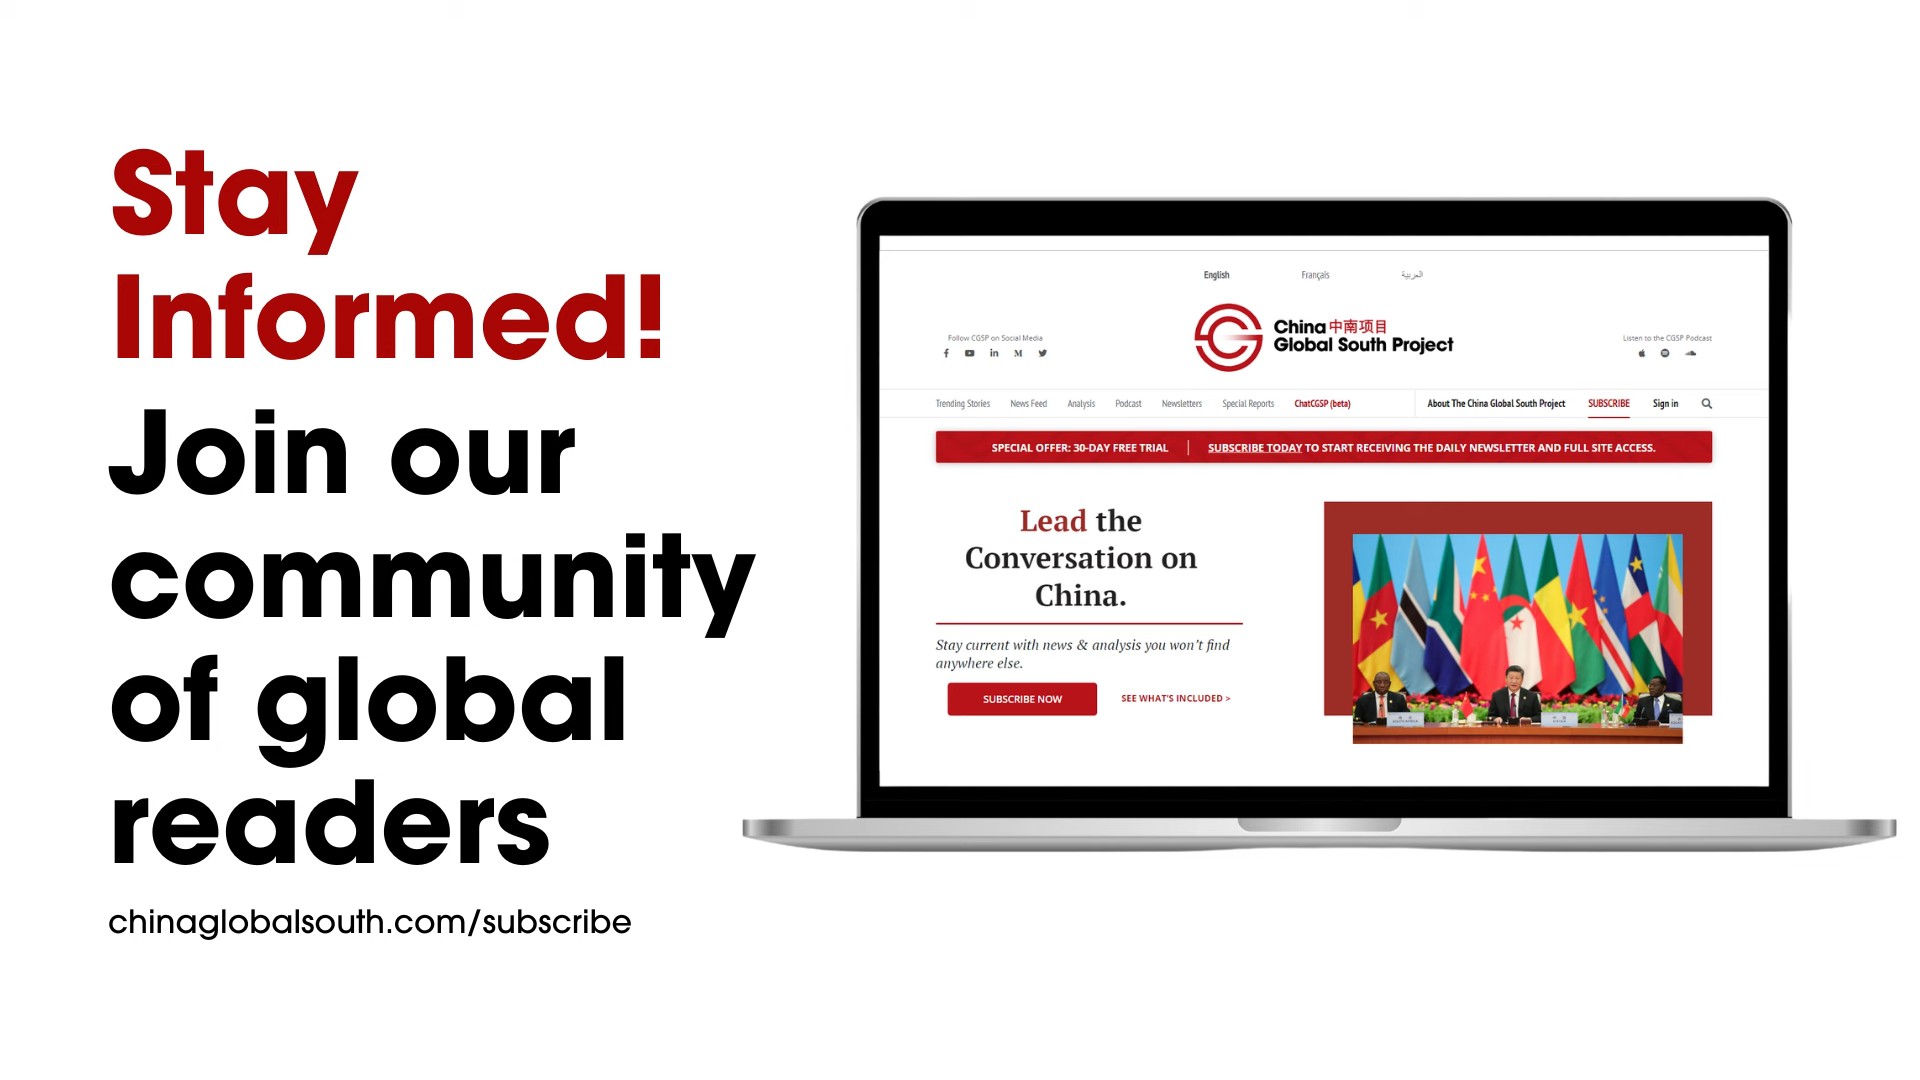 Stay
Informed!
Join our
community
of global
readers
chinaglobalsouth.com/subscribe
English
Français
العربية
Follow CGSP on Social Media
China 中南项目
Global South Project
Listen to the CGSP Podcast
Trending Stories
News Feed
Analysis
Podcast
Newsletters
Special Reports
ChatCGSP (beta)
About The China Global South Project
SUBSCRIBE
Sign in
SPECIAL OFFER: 30-DAY FREE TRIAL
SUBSCRIBE TODAY TO START RECEIVING THE DAILY NEWSLETTER AND FULL SITE ACCESS.
Lead the
Conversation on
China.
Stay current with news & analysis you won't find
anywhere else.
SUBSCRIBE NOW
SEE WHAT'S INCLUDED >